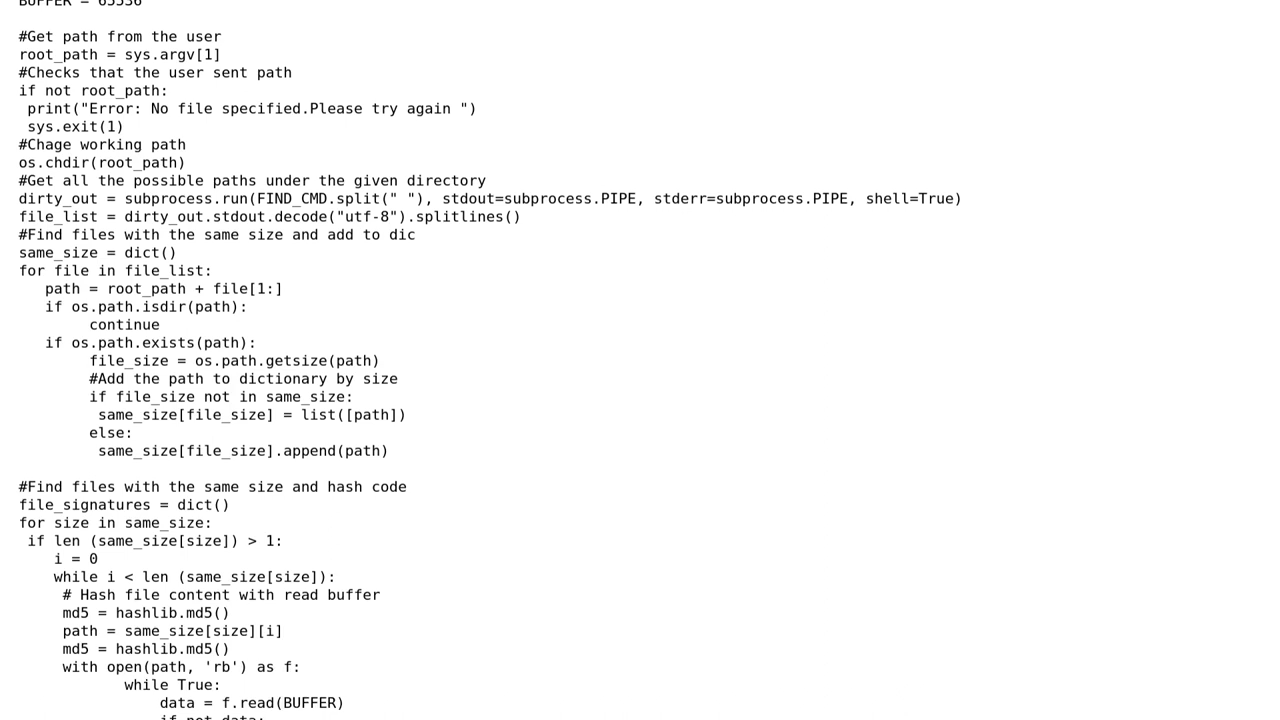 BUFFER = 65536
#Get path from the user
root_path = sys.argv[1]
#Checks that the user sent path
if not root_path:
 print("Error: No file specified.Please try again ")
 sys.exit(1)
#Chage working path
os.chdir(root_path)
#Get all the possible paths under the given directory
dirty_out = subprocess.run(FIND_CMD.split(" "), stdout=subprocess.PIPE, stderr=subprocess.PIPE, shell=True)
file_list = dirty_out.stdout.decode("utf-8").splitlines()
#Find files with the same size and add to dic
same_size = dict()
for file in file_list:
   path = root_path + file[1:]
   if os.path.isdir(path):
        continue
   if os.path.exists(path):
        file_size = os.path.getsize(path)
        #Add the path to dictionary by size
        if file_size not in same_size:
         same_size[file_size] = list([path])
        else:
         same_size[file_size].append(path)
#Find files with the same size and hash code
file_signatures = dict()
for size in same_size:
 if len (same_size[size]) > 1:
    i = 0
    while i < len (same_size[size]):
     # Hash file content with read buffer
     md5 = hashlib.md5()
     path = same_size[size][i]
     md5 = hashlib.md5()
     with open(path, 'rb') as f:
            while True:
                data = f.read(BUFFER)
                if not data: